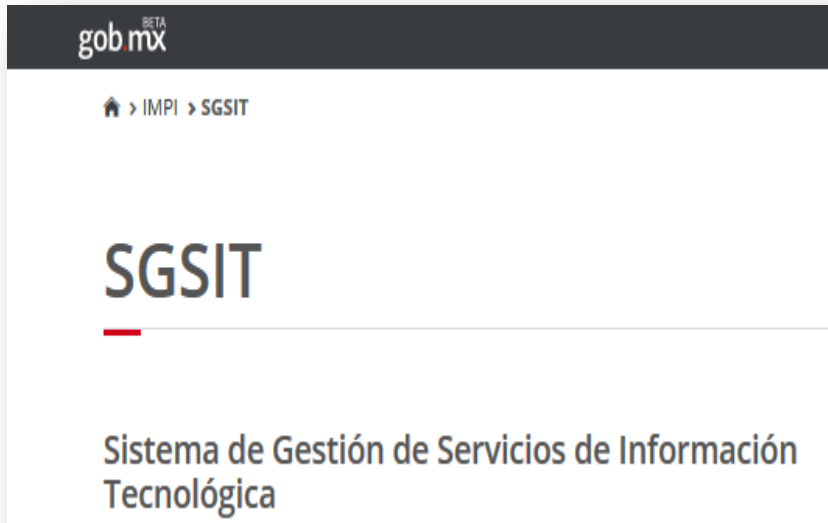 gob.mx BETA
> IMPI > SGSIT
SGSIT
Sistema de Gestión de Servicios de Información
Tecnológica